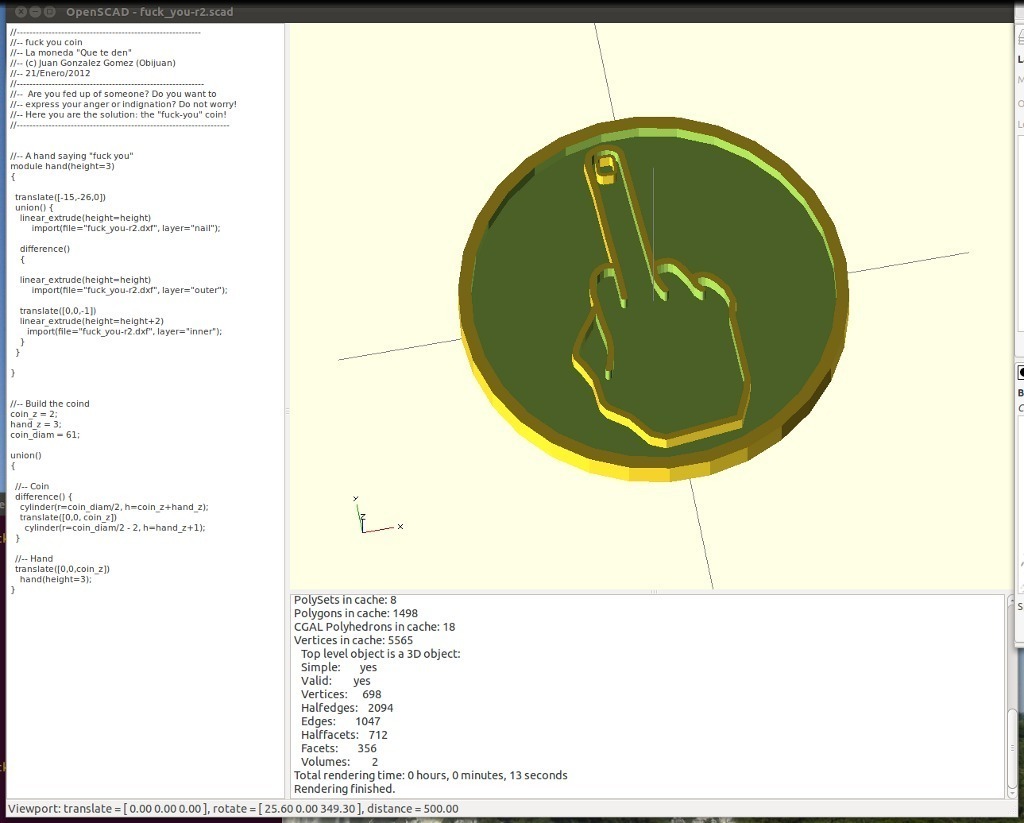 OpenSCAD - fuck_you-r2.scad
//----------------------------------------------------------
//-- fuck you coin
//-- La moneda "Que te den"
//-- (c) Juan Gonzalez Gomez (Obijuan)
//-- 21/Enero/2012
//-----------------------------------------------------------
//--  Are you fed up of someone? Do you want to
//-- express your anger or indignation? Do not worry!
//-- Here you are the solution: the "fuck-you" coin!
//-------------------------------------------------------------------
//-- A hand saying "fuck you"
module hand(height=3)
{
translate([-15,-26,0])
union() {
linear_extrude(height=height)
import(file="fuck_you-r2.dxf", layer="nail");
difference()
{
linear_extrude(height=height)
import(file="fuck_you-r2.dxf", layer="outer");
translate([0,0,-1])
linear_extrude(height=height+2)
import(file="fuck_you-r2.dxf", layer="inner");
}
}
}
//-- Build the coind
coin_z = 2;
hand_z = 3;
coin_diam = 61;
union()
{
//-- Coin
difference() {
cylinder(r=coin_diam/2, h=coin_z+hand_z);
translate([0,0, coin_z])
cylinder(r=coin_diam/2 - 2, h=hand_z+1);
}
//-- Hand
translate([0,0,coin_z])
hand(height=3);
}
Y
Z
X
PolySets in cache: 8
Polygons in cache: 1498
CGAL Polyhedrons in cache: 18
Vertices in cache: 5565
Top level object is a 3D object:
Simple: yes
Valid: yes
Vertices: 698
Halfedges: 2094
Edges: 1047
Halffacets: 712
Facets: 356
Volumes: 2
Total rendering time: 0 hours, 0 minutes, 13 seconds
Rendering finished.
Viewport: translate = [ 0.00 0.00 0.00 ], rotate = [ 25.60 0.00 349.30 ], distance = 500.00